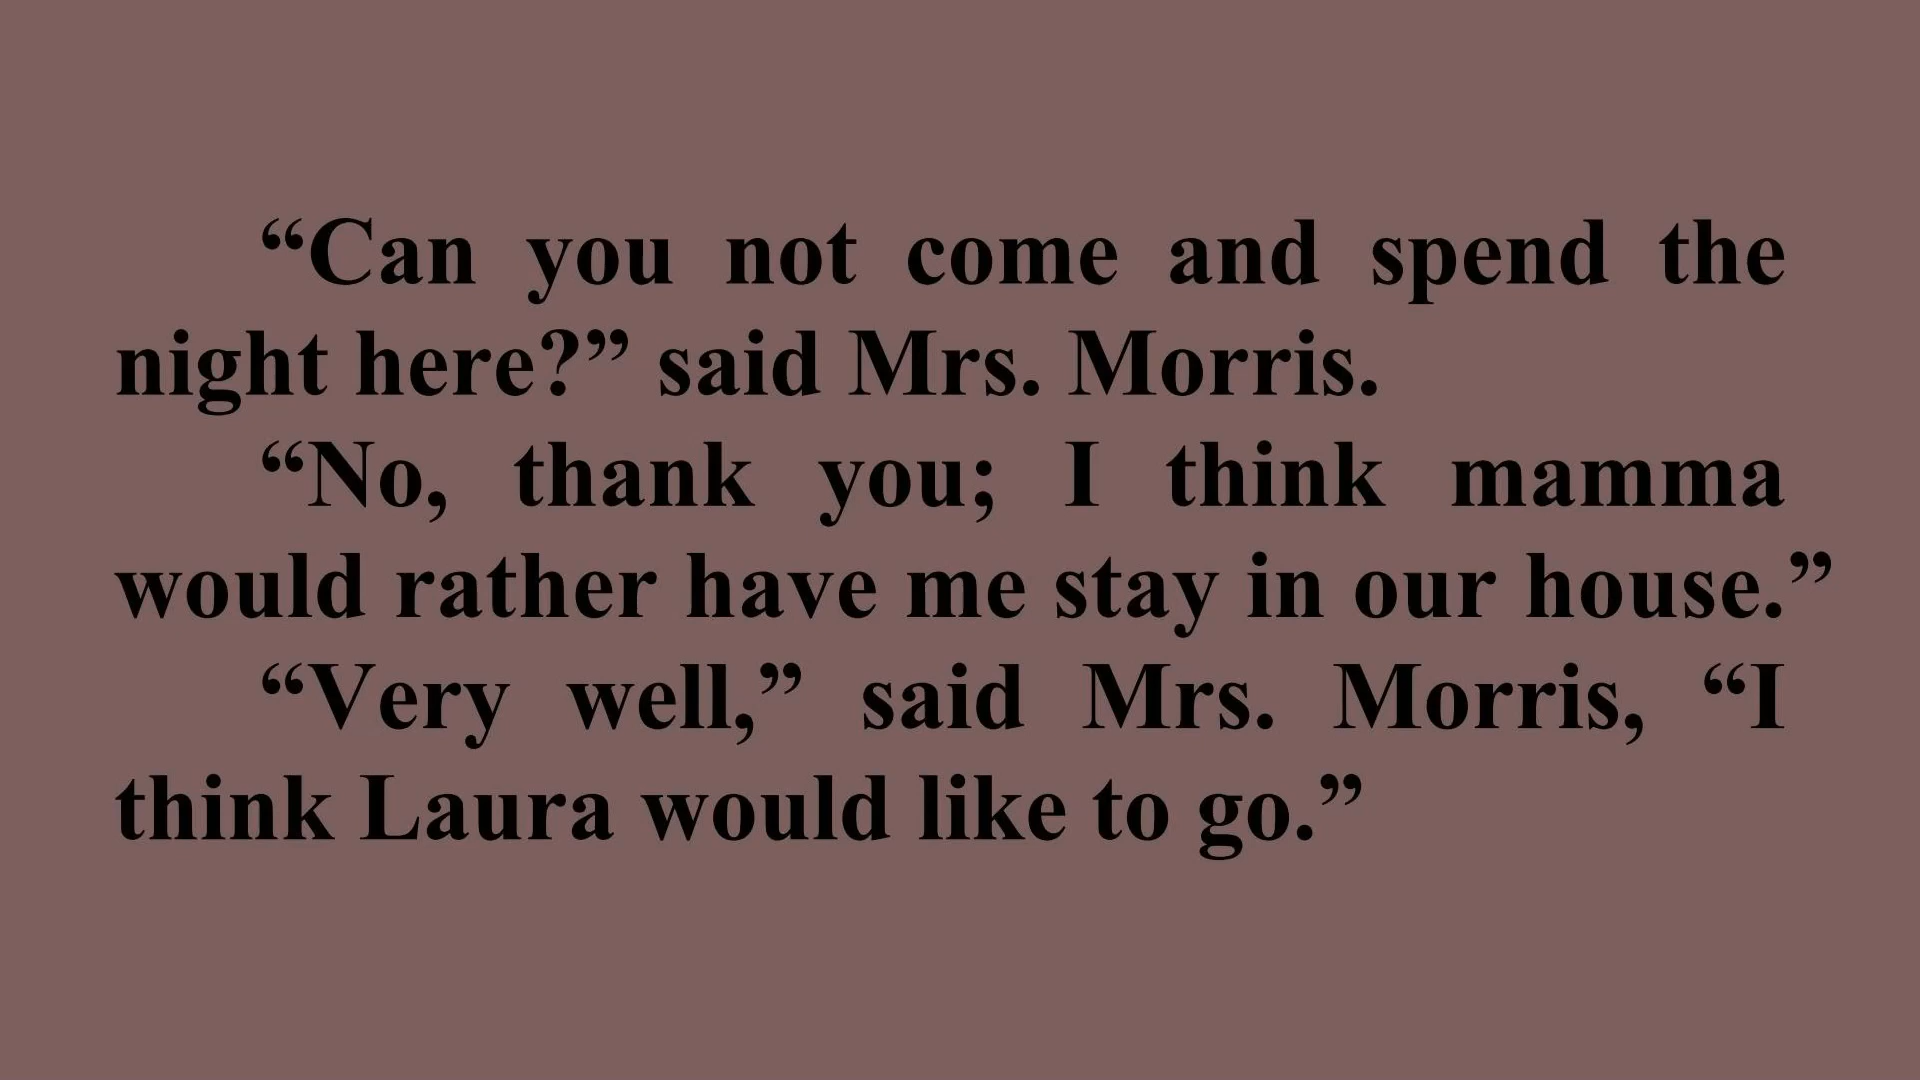 “Can you not come and spend the
night here?” said Mrs. Morris.
“No, thank you; I think mamma
would rather have me stay in our house.”
“Very well,” said Mrs. Morris, “I
think Laura would like to go.”